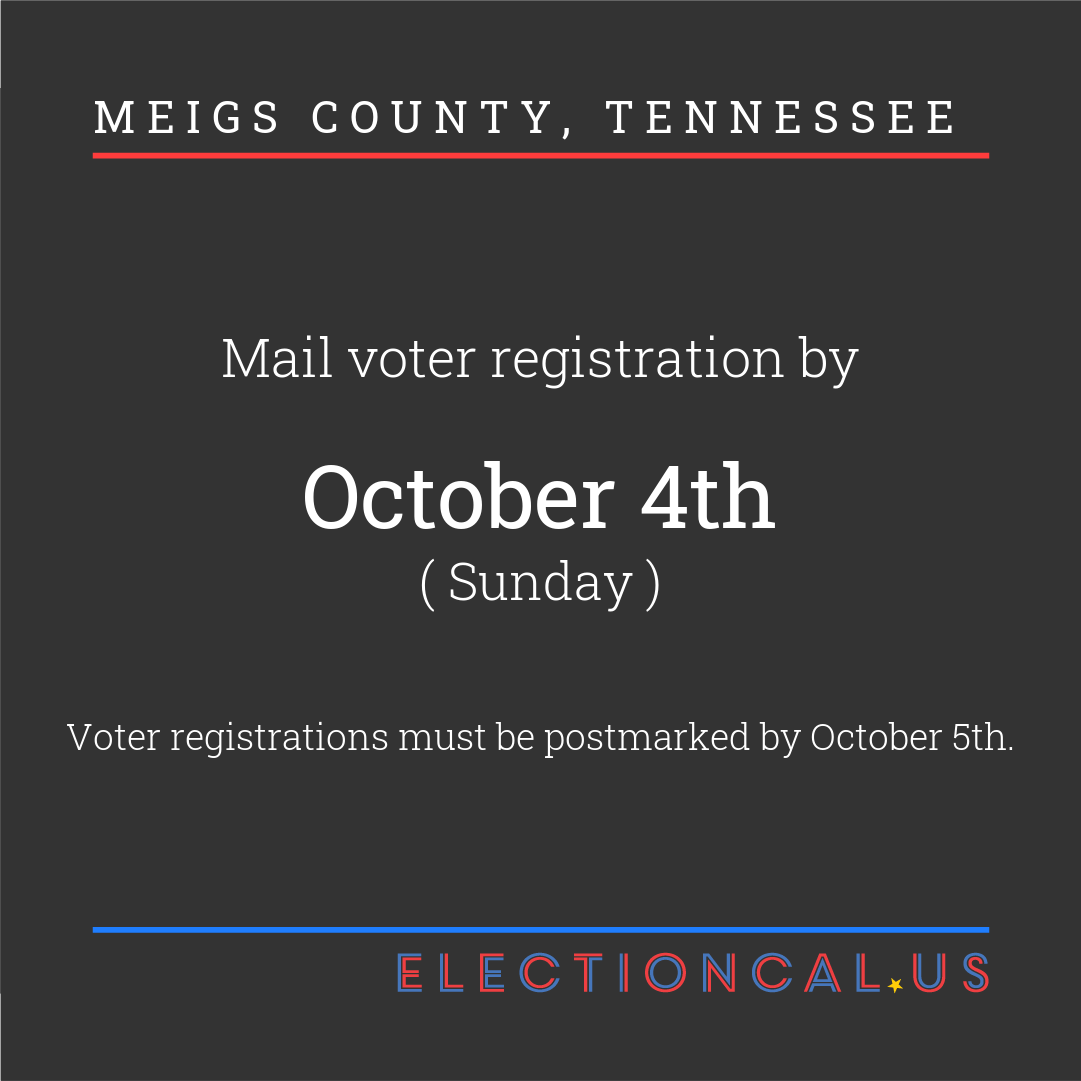 MEIGS COUNTY, TENNESSEE
Mail voter registration by
October 4th
( Sunday )
Voter registrations must be postmarked by October 5th.
ELECTIONCAL.US